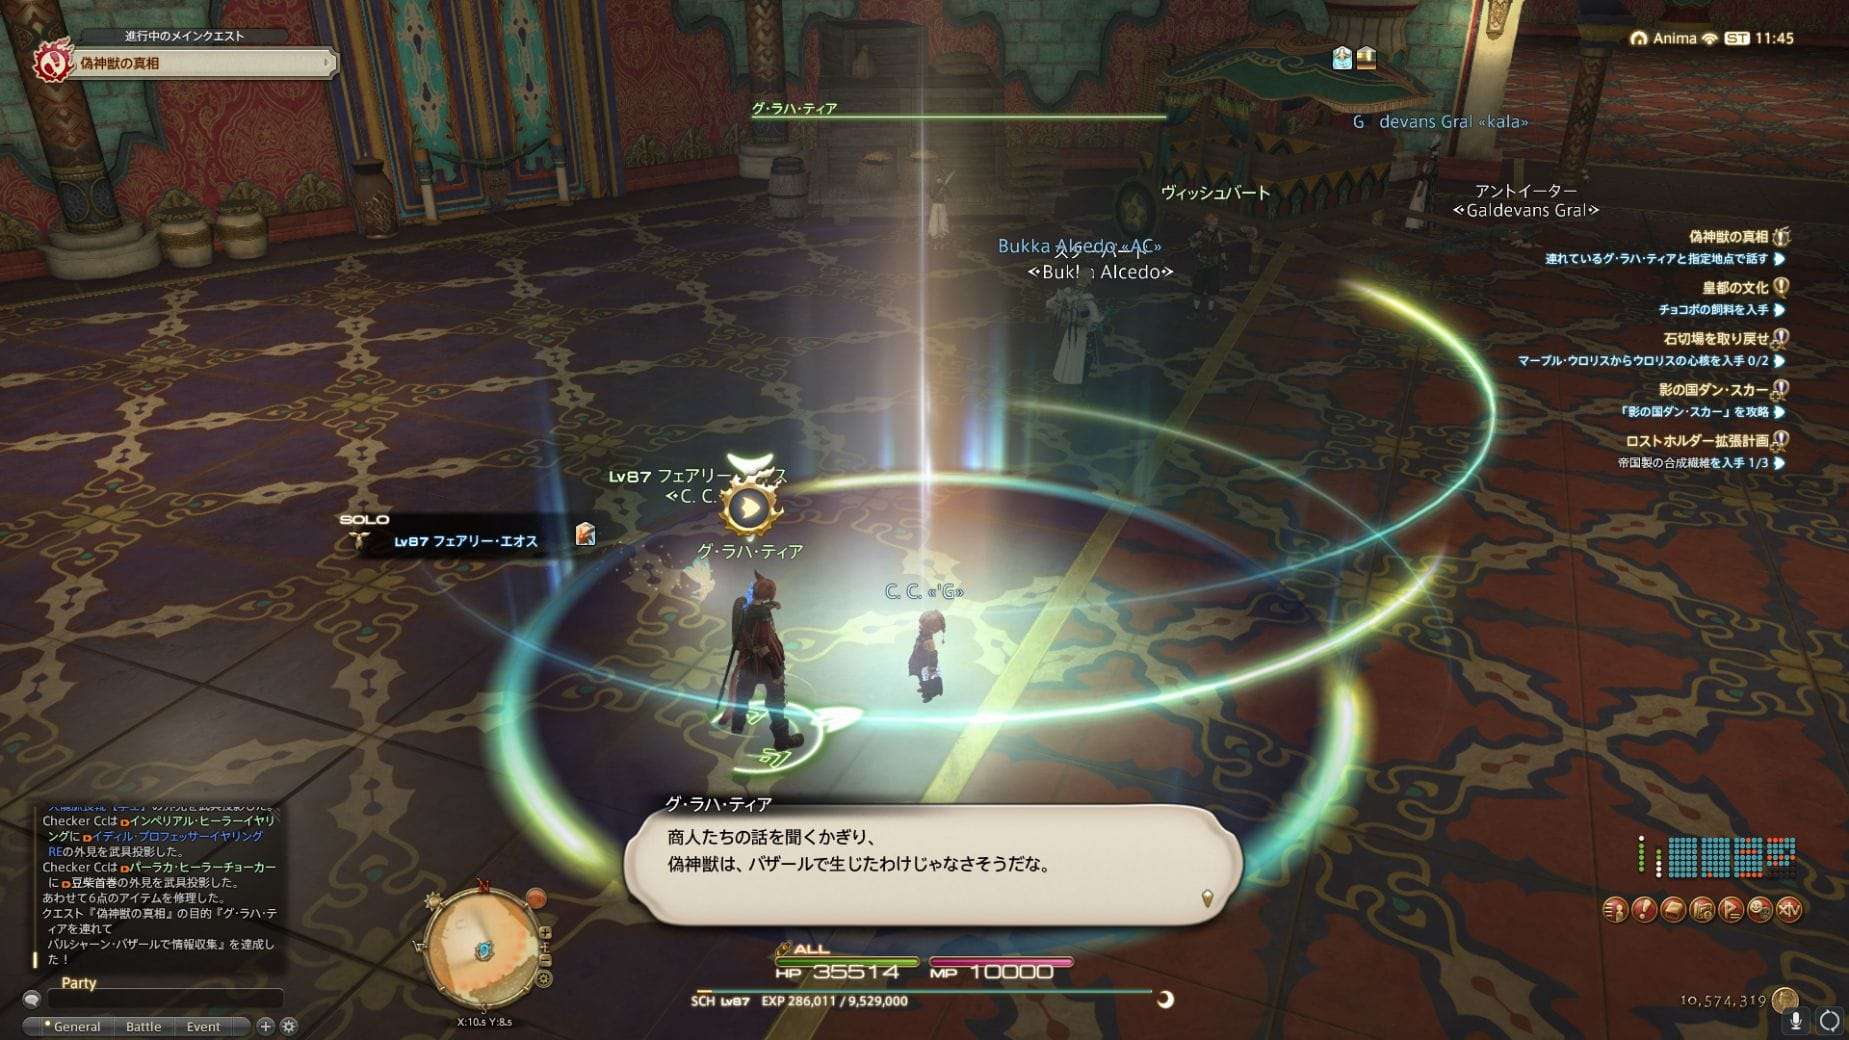 進行中のメインクエスト
偽神獣の真相
Anima ST 11:45
グ・ラハ・ティア
G devans Gral «kala»
ヴィッシュバート
アントイーター
Galdevans Gral
Bukka Alcedo «AC»
Alcedo
偽神獣の真相
連れているグ・ラハ・ティアと指定地点で話す
皇都の文化
チョコボの飼料を入手
石切場を取り戻せ
マーブル・ウロリスからウロリスの心核を入手 0/2
影の国ダン・スカー
「影の国ダン・スカー」を攻略
ロストホルダー拡張計画
帝国製の合成繊維を入手 1/3
Lv87 フェアリー
C. C.
SOLO
Lv87 フェアリー・エオス
グ・ラハ・ティア
C. C. «'G»
グ・ラハ・ティア
商人たちの話を聞くかぎり、
偽神獣は、バザールで生じたわけじゃなさそうだな。
の外見を武具投影した。
Checker Ccは インペリアル・ヒーラーイヤリ
ングに イディル・プロフェッサーイヤリング
REの外見を武具投影した。
Checker Ccは パーラカ・ヒーラーチョーカー
に 豆柴首巻の外見を武具投影した。
あわせて6点のアイテムを修理した。
クエスト『偽神獣の真相』の目的『グ・ラハ・テ
ィアを連れて
バルシャーン・バザールで情報収集』を達成し
た！
Party
General Battle Event
N
X:10.5 Y:8.5
ALL
HP 35514 MP 10000
SCH Lv87 EXP 286,011 / 9,529,000
XIV
10,574,319